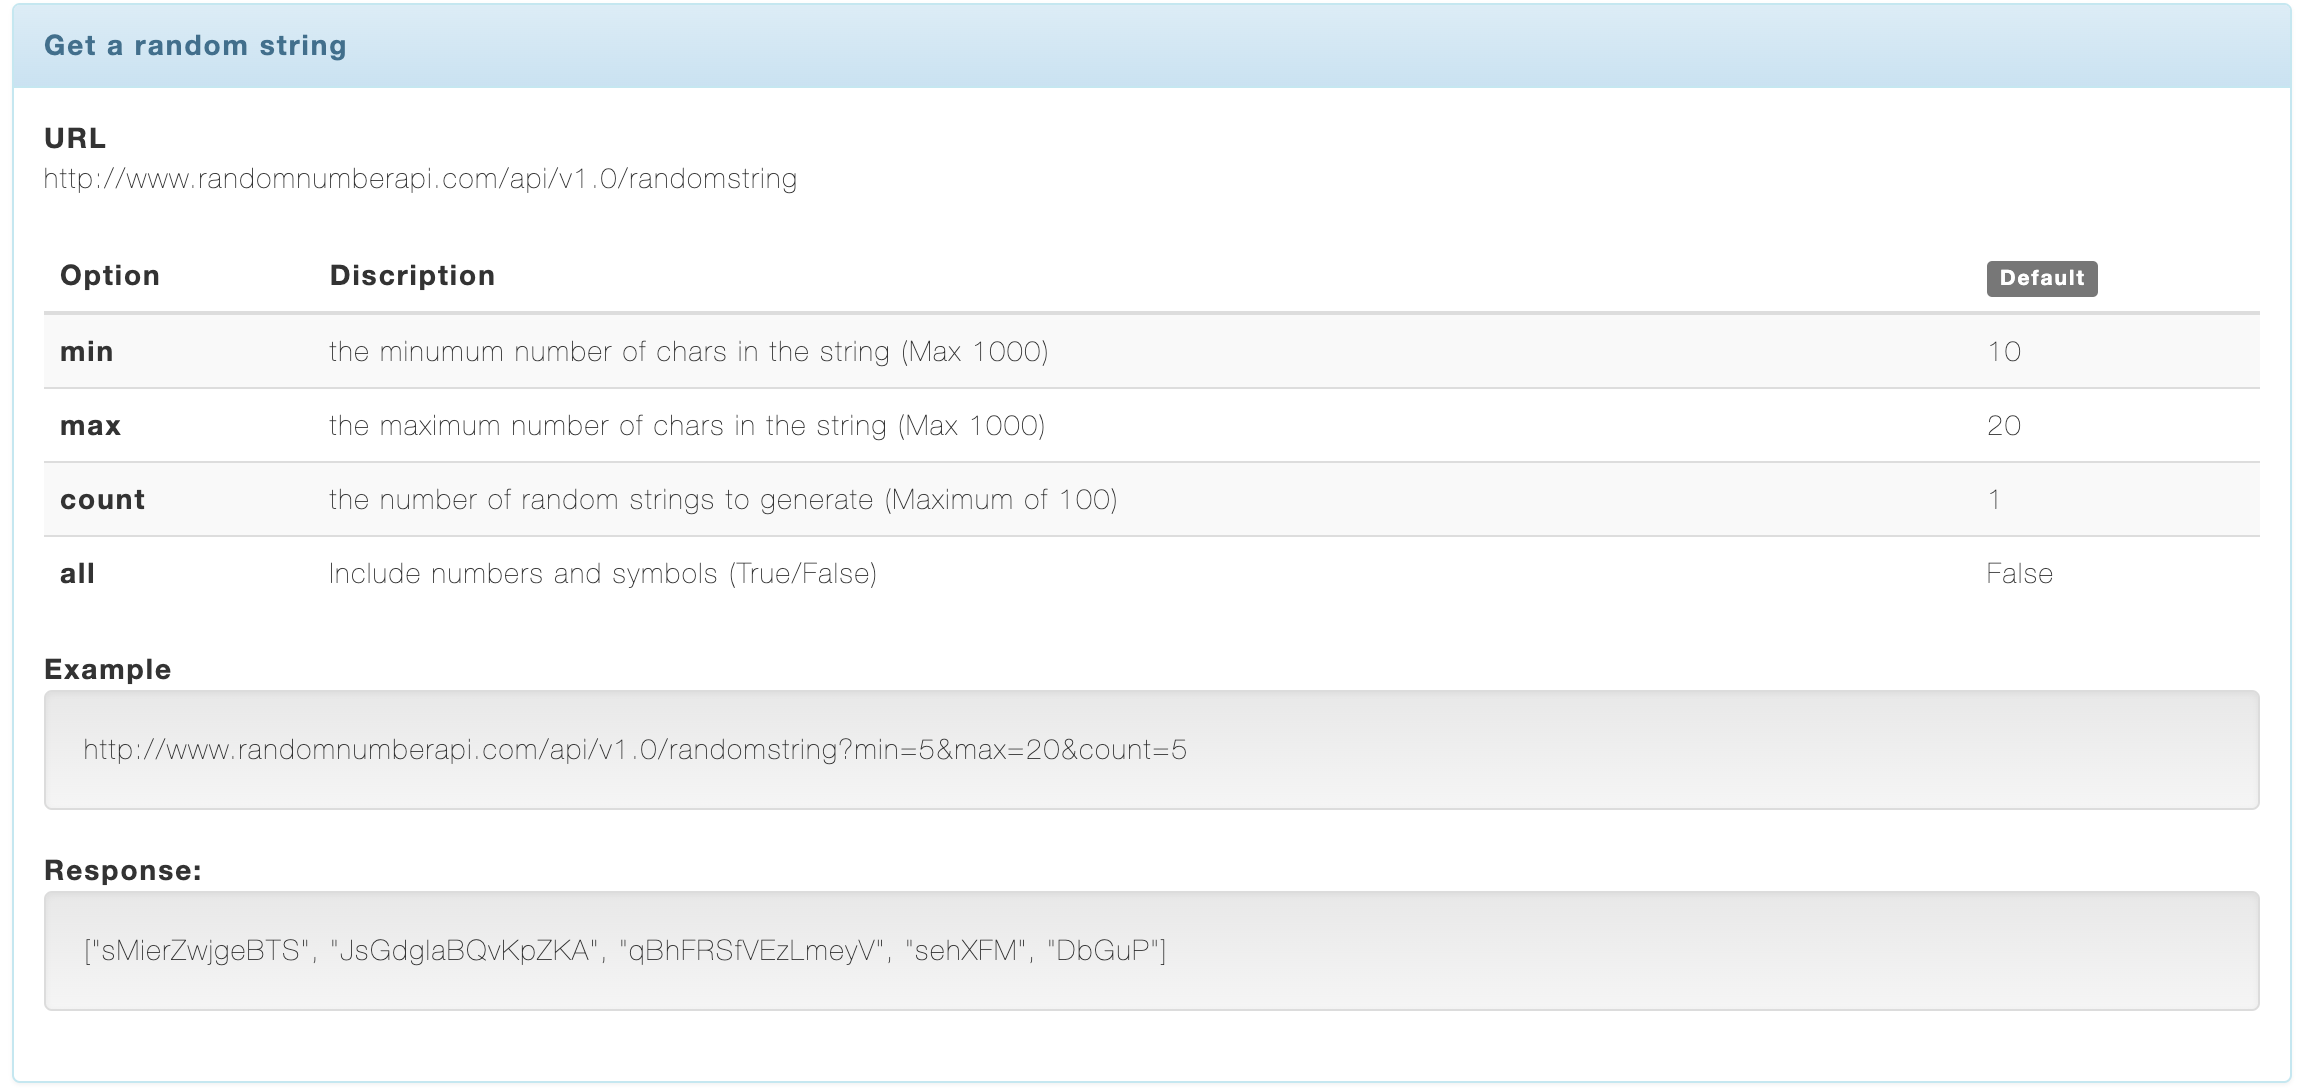 Get a random string
URL
http://www.randomnumberapi.com/api/v1.0/randomstring
Option Discription Default
min the minumum number of chars in the string (Max 1000) 10
max the maximum number of chars in the string (Max 1000) 20
count the number of random strings to generate (Maximum of 100) 1
all Include numbers and symbols (True/False) False
Example
http://www.randomnumberapi.com/api/v1.0/randomstring?min=5&max=20&count=5
Response:
["sMierZwjgeBTS", "JsGdglaBQvKpZKA", "qBhFRSfVEzLmeyV", "sehXFM", "DbGuP"]